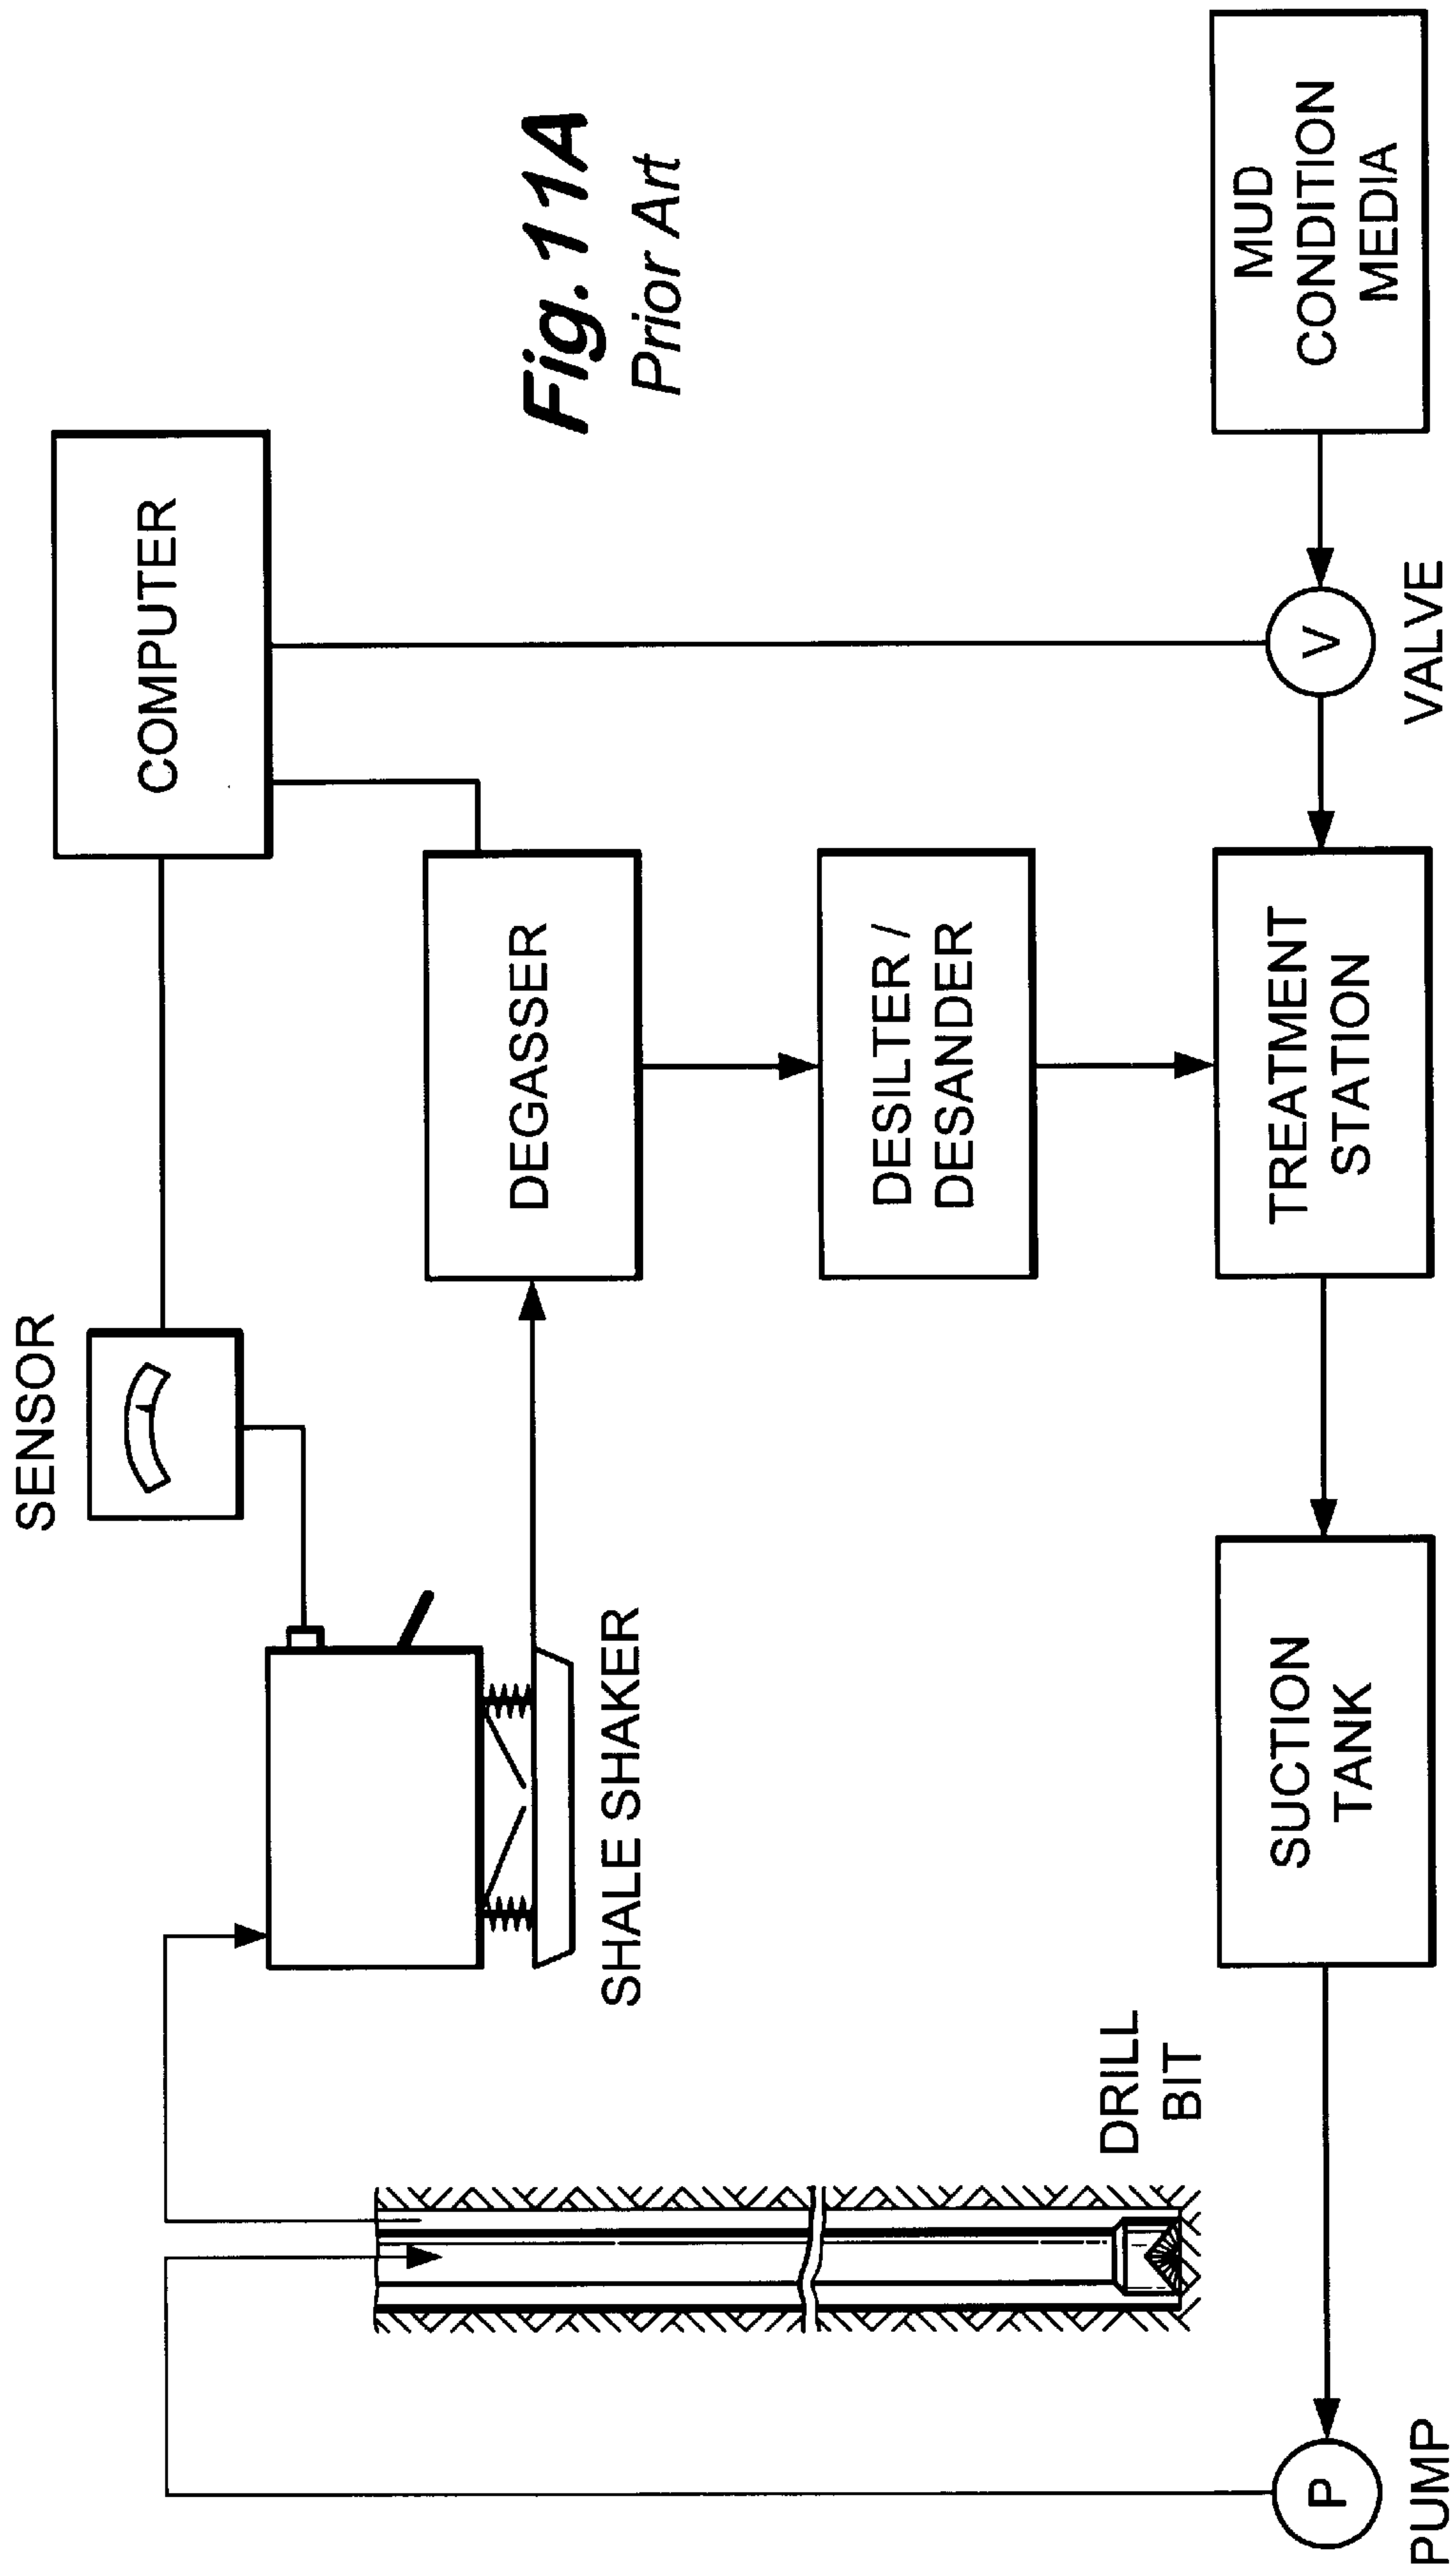 SENSOR
COMPUTER
Fig. 11A
Prior Art
SHALE SHAKER
DEGASSER
DESILTER /
DESANDER
DRILL
BIT
P
PUMP
SUCTION
TANK
TREATMENT
STATION
V
VALVE
MUD
CONDITION
MEDIA